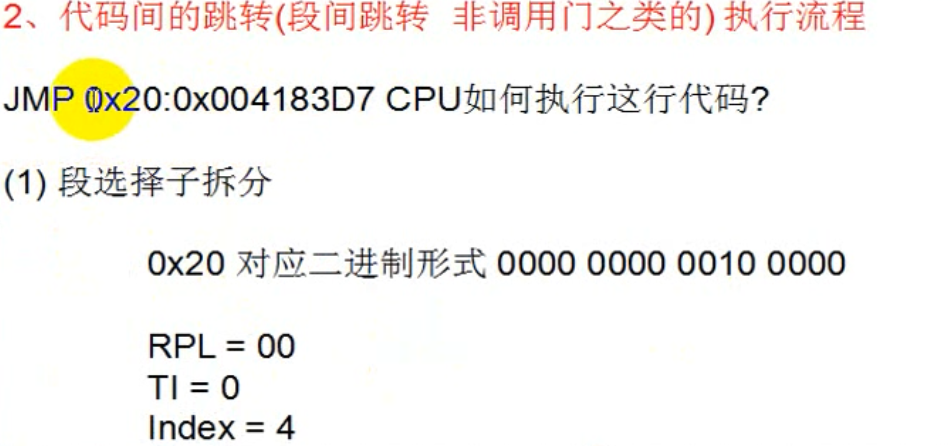 2、代码间的跳转(段间跳转 非调用门之类的) 执行流程
JMP 0x20:0x004183D7 CPU如何执行这行代码?
(1) 段选择子拆分
0x20 对应二进制形式 0000 0000 0010 0000
RPL = 00
TI = 0
Index = 4